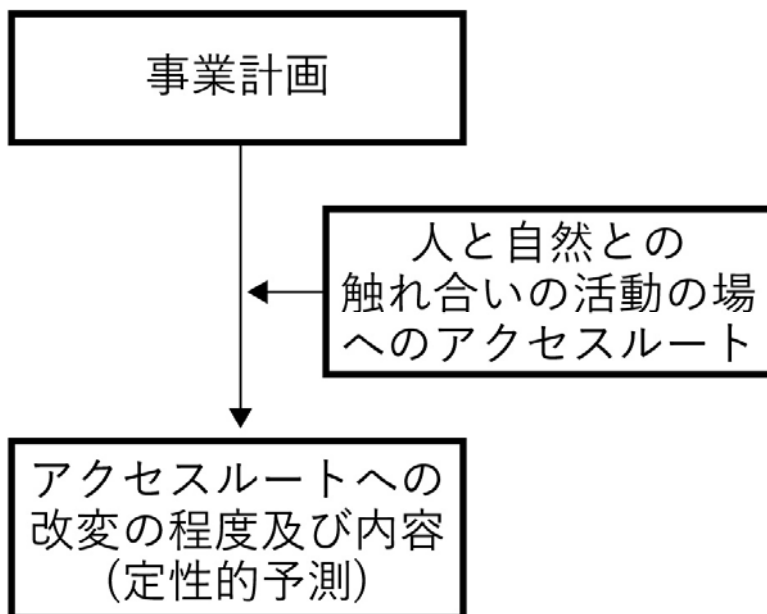 事業計画
人と自然との
触れ合いの活動の場
へのアクセスルート
アクセスルートへの
改変の程度及び内容
(定性的予測)